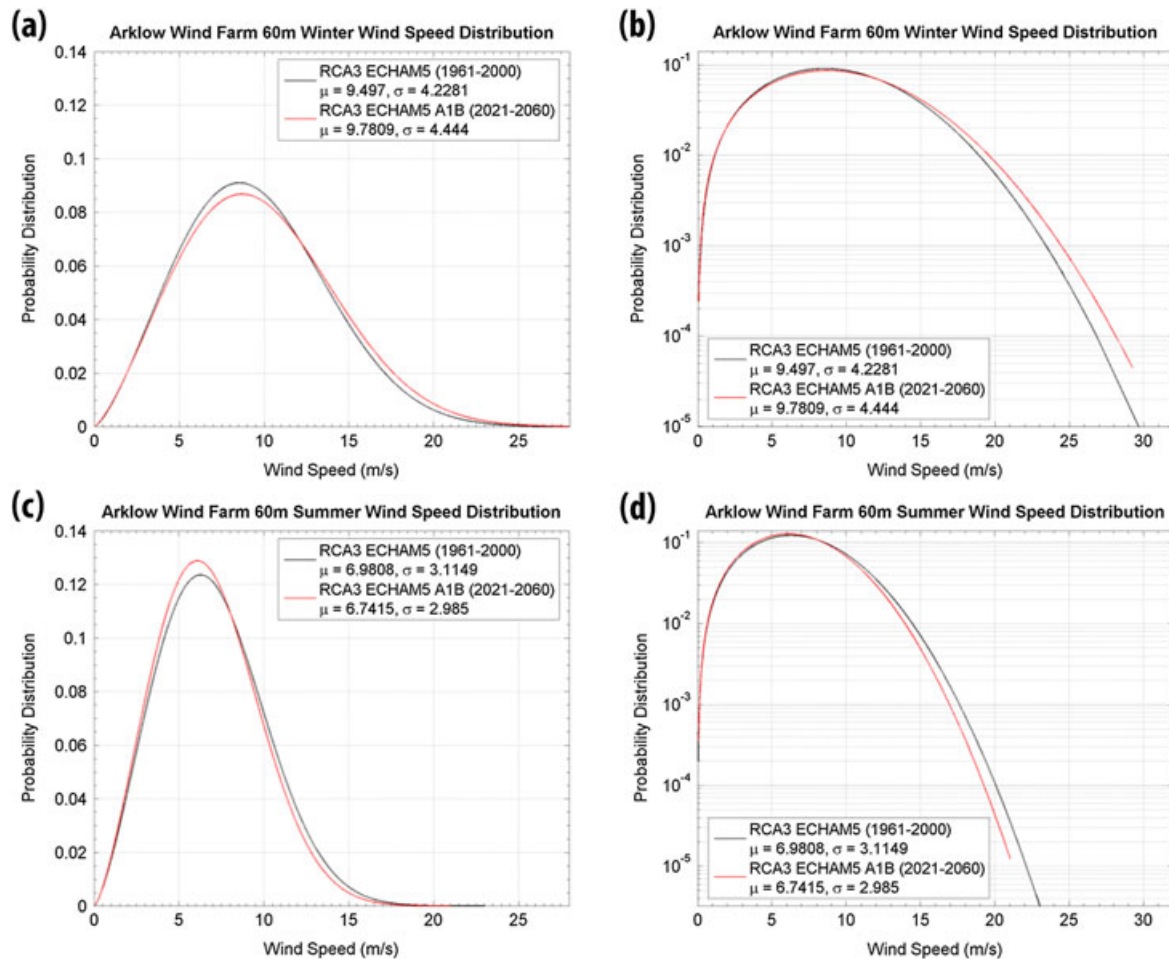 (a)
Arklow Wind Farm 60m Winter Wind Speed Distribution
0.14
0.12
0.1
0.08
0.06
0.04
0.02
0
Probability Distribution
RCA3 ECHAM5 (1961-2000)
μ = 9.497, σ = 4.2281
RCA3 ECHAM5 A1B (2021-2060)
μ = 9.7809, σ = 4.444
0 5 10 15 20 25
Wind Speed (m/s)
(b)
Arklow Wind Farm 60m Winter Wind Speed Distribution
10⁻¹
10⁻²
10⁻³
10⁻⁴
10⁻⁵
Probability Distribution
RCA3 ECHAM5 (1961-2000)
μ = 9.497, σ = 4.2281
RCA3 ECHAM5 A1B (2021-2060)
μ = 9.7809, σ = 4.444
0 5 10 15 20 25 30
Wind Speed (m/s)
(c)
Arklow Wind Farm 60m Summer Wind Speed Distribution
0.14
0.12
0.1
0.08
0.06
0.04
0.02
0
Probability Distribution
RCA3 ECHAM5 (1961-2000)
μ = 6.9808, σ = 3.1149
RCA3 ECHAM5 A1B (2021-2060)
μ = 6.7415, σ = 2.985
0 5 10 15 20 25
Wind Speed (m/s)
(d)
Arklow Wind Farm 60m Summer Wind Speed Distribution
10⁻¹
10⁻²
10⁻³
10⁻⁴
10⁻⁵
Probability Distribution
RCA3 ECHAM5 (1961-2000)
μ = 6.9808, σ = 3.1149
RCA3 ECHAM5 A1B (2021-2060)
μ = 6.7415, σ = 2.985
0 5 10 15 20 25 30
Wind Speed (m/s)